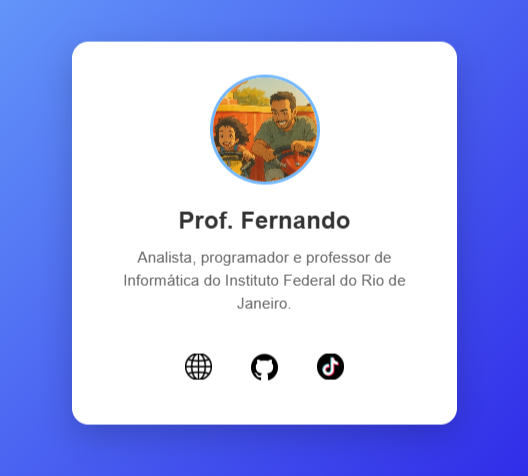 Prof. Fernando
Analista, programador e professor de
Informática do Instituto Federal do Rio de
Janeiro.